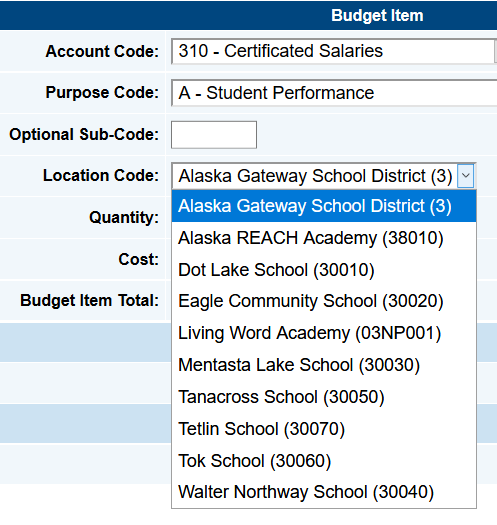 Budget Item
Account Code: 310 - Certificated Salaries
Purpose Code: A - Student Performance
Optional Sub-Code:
Location Code: Alaska Gateway School District (3)
Alaska Gateway School District (3)
Quantity:
Alaska REACH Academy (38010)
Cost:
Dot Lake School (30010)
Budget Item Total:
Eagle Community School (30020)
Living Word Academy (03NP001)
Mentasta Lake School (30030)
Tanacross School (30050)
Tetlin School (30070)
Tok School (30060)
Walter Northway School (30040)